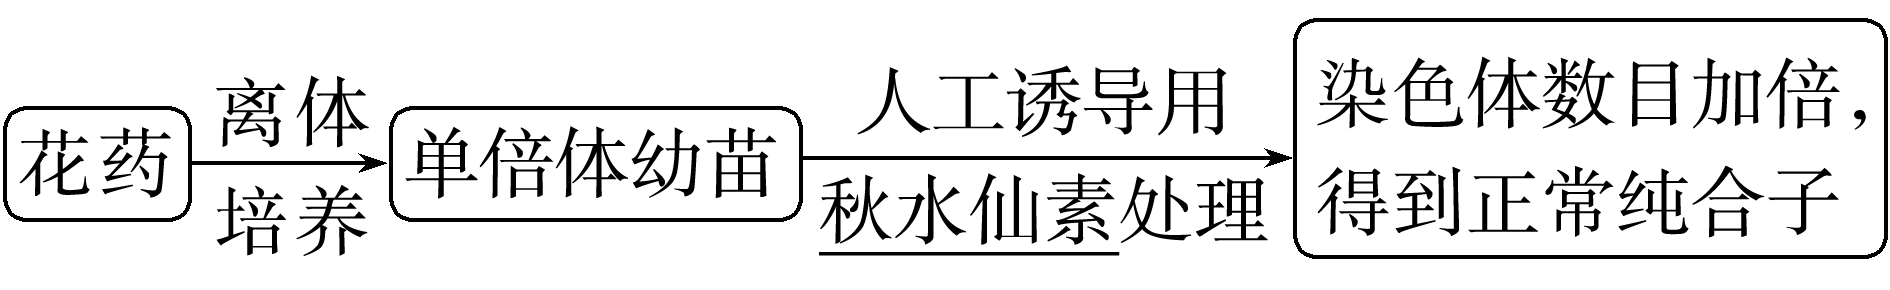 花药
离体
培养
单倍体幼苗
人工诱导用
秋水仙素处理
染色体数目加倍，
得到正常纯合子